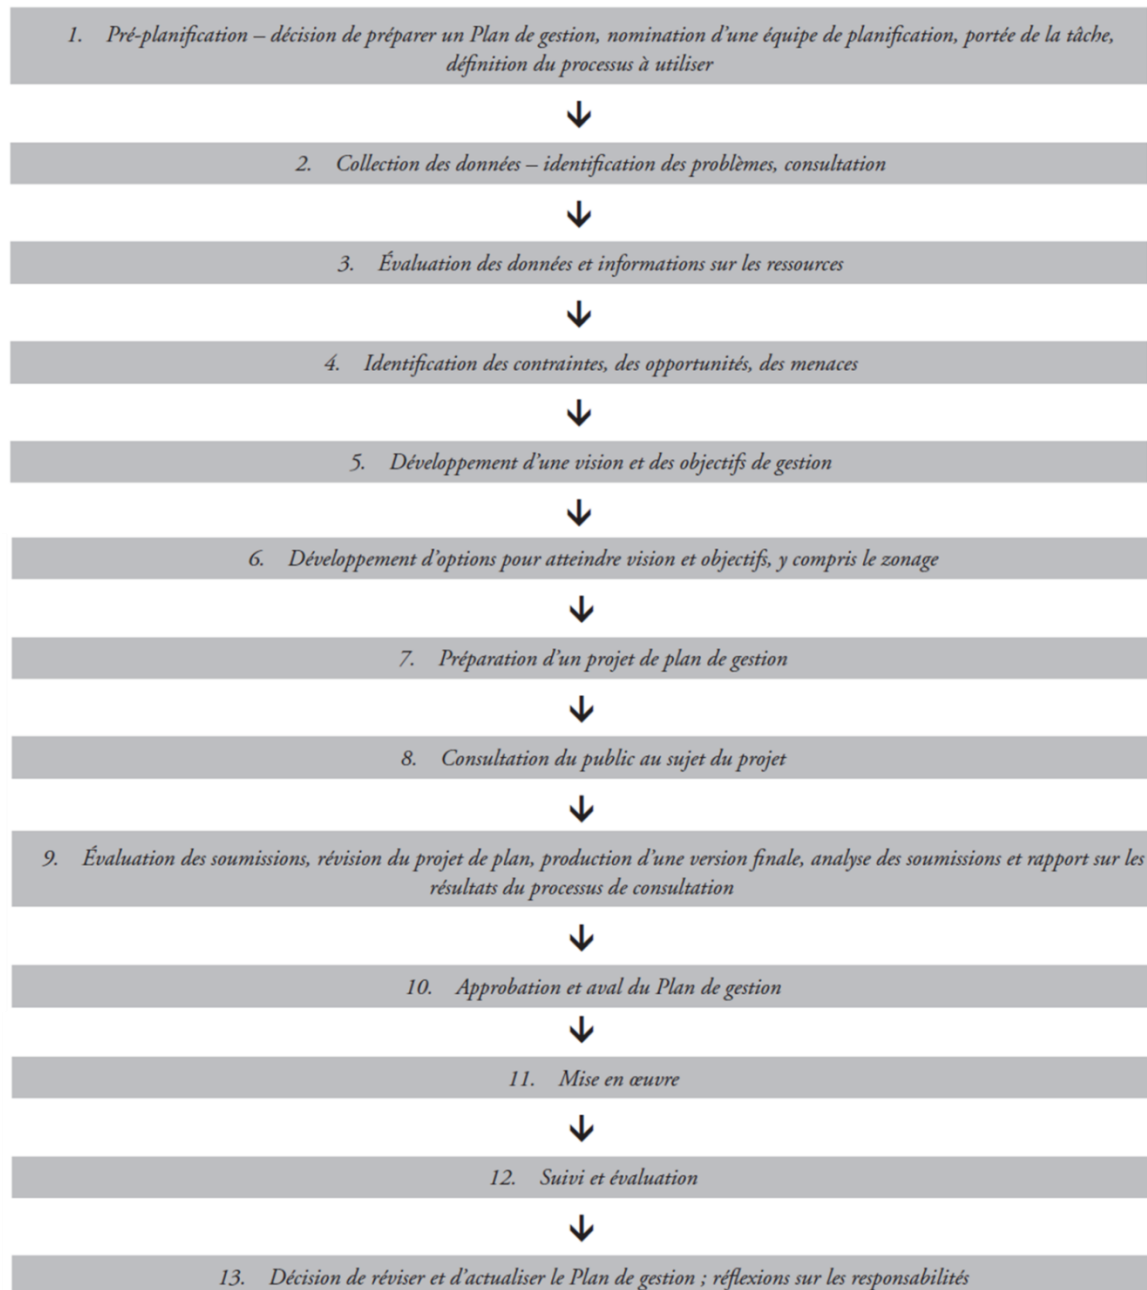 1. Pré-planification – décision de préparer un Plan de gestion, nomination d’une équipe de planification, portée de la tâche,
définition du processus à utiliser
2. Collection des données – identification des problèmes, consultation
3. Évaluation des données et informations sur les ressources
4. Identification des contraintes, des opportunités, des menaces
5. Développement d’une vision et des objectifs de gestion
6. Développement d’options pour atteindre vision et objectifs, y compris le zonage
7. Préparation d’un projet de plan de gestion
8. Consultation du public au sujet du projet
9. Évaluation des soumissions, révision du projet de plan, production d’une version finale, analyse des soumissions et rapport sur les
résultats du processus de consultation
10. Approbation et aval du Plan de gestion
11. Mise en œuvre
12. Suivi et évaluation
13. Décision de réviser et d’actualiser le Plan de gestion ; réflexions sur les responsabilités